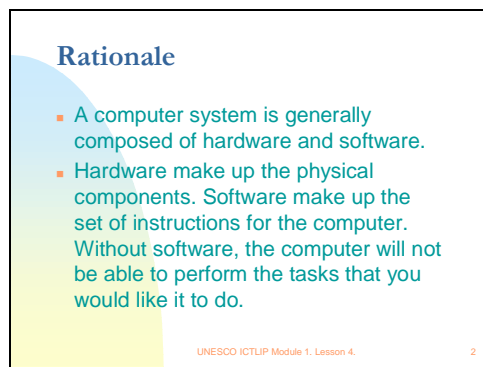 Rationale
A computer system is generally
composed of hardware and software.
Hardware make up the physical
components. Software make up the
set of instructions for the computer.
Without software, the computer will not
be able to perform the tasks that you
would like it to do.
UNESCO ICTLIP Module 1. Lesson 4.
2